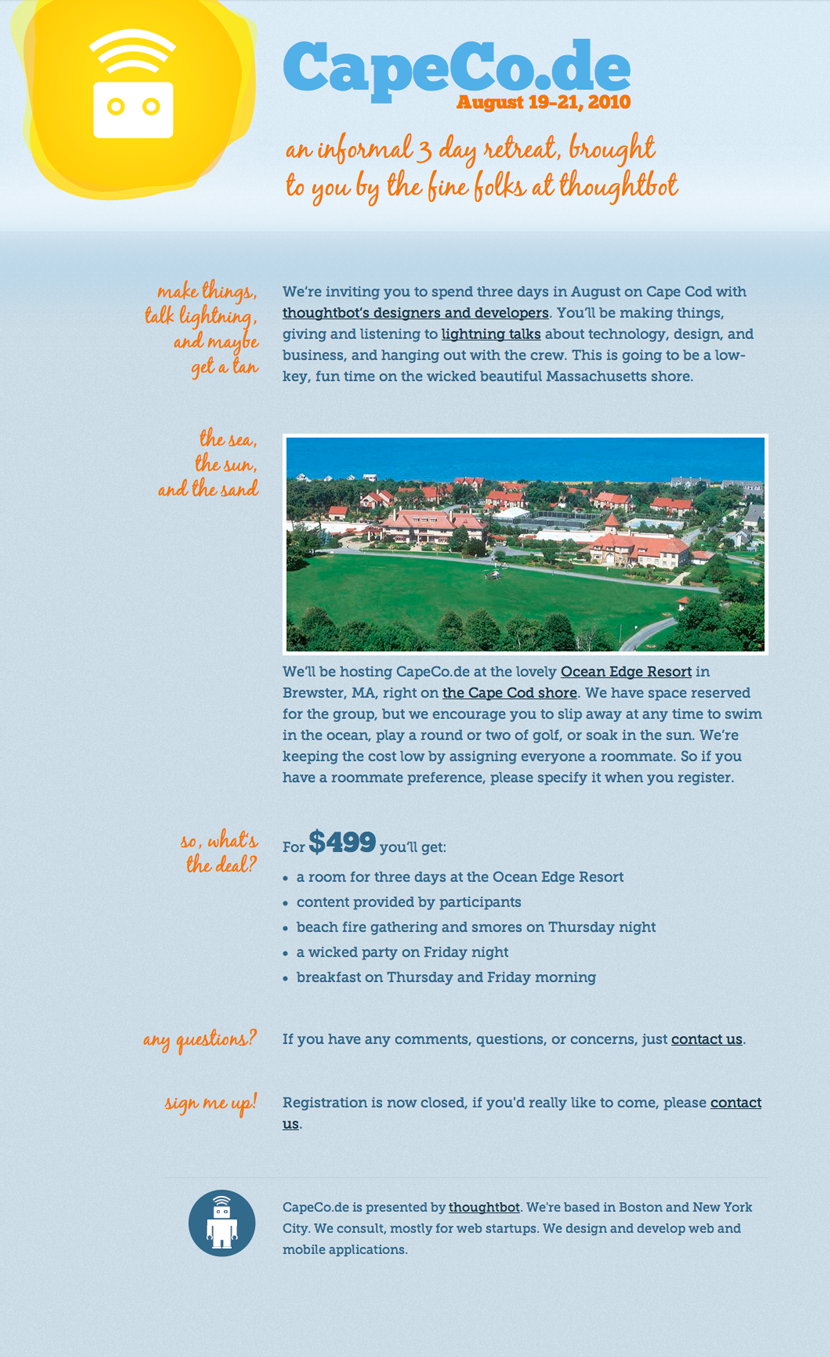 CapeCo.de
August 19-21, 2010
an informal 3 day retreat, brought
to you by the fine folks at thoughtbot
make things,
talk lightning,
and maybe
get a tan
We’re inviting you to spend three days in August on Cape Cod with
thoughtbot’s designers and developers. You’ll be making things,
giving and listening to lightning talks about technology, design, and
business, and hanging out with the crew. This is going to be a low-
key, fun time on the wicked beautiful Massachusetts shore.
the sea,
the sun,
and the sand
We’ll be hosting CapeCo.de at the lovely Ocean Edge Resort in
Brewster, MA, right on the Cape Cod shore. We have space reserved
for the group, but we encourage you to slip away at any time to swim
in the ocean, play a round or two of golf, or soak in the sun. We’re
keeping the cost low by assigning everyone a roommate. So if you
have a roommate preference, please specify it when you register.
so, what's
the deal?
For $499 you’ll get:
• a room for three days at the Ocean Edge Resort
• content provided by participants
• beach fire gathering and smores on Thursday night
• a wicked party on Friday night
• breakfast on Thursday and Friday morning
any questions?
If you have any comments, questions, or concerns, just contact us.
sign me up!
Registration is now closed, if you'd really like to come, please contact
us.
CapeCo.de is presented by thoughtbot. We're based in Boston and New York
City. We consult, mostly for web startups. We design and develop web and
mobile applications.